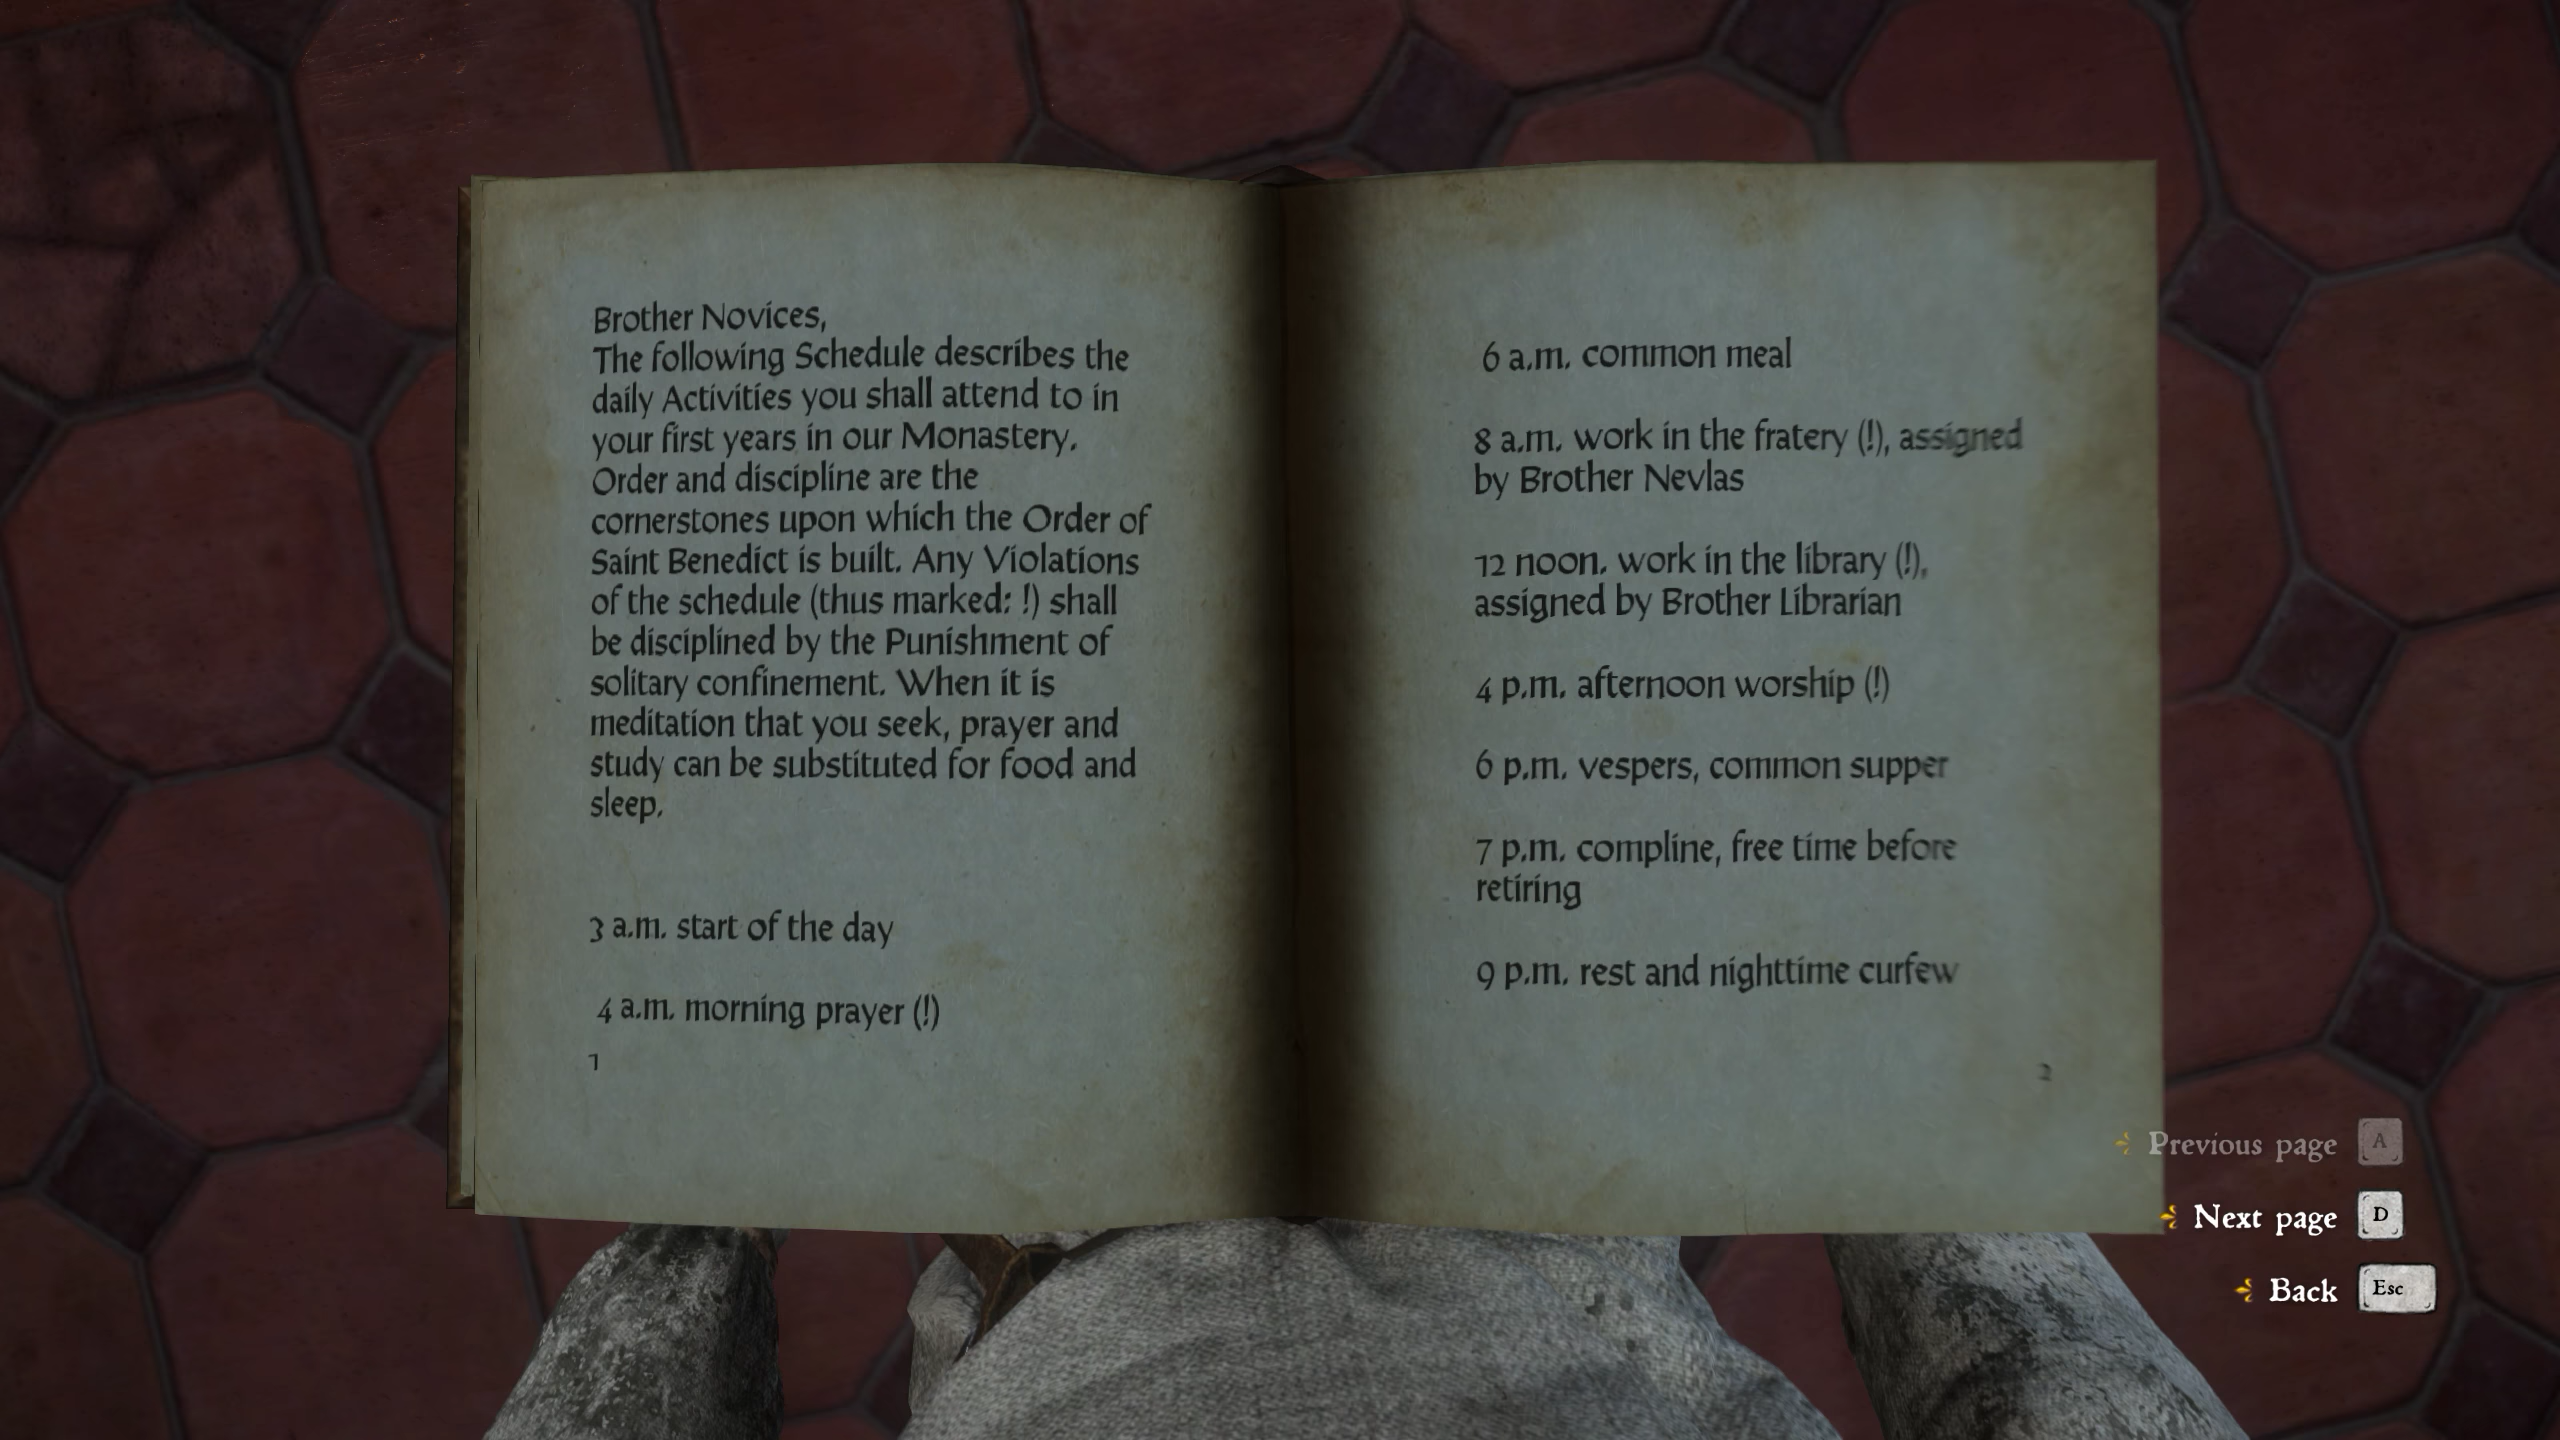 Brother Novices,
The following Schedule describes the
daily Activities you shall attend to in
your first years in our Monastery.
Order and discipline are the
cornerstones upon which the Order of
Saint Benedict is built. Any Violations
of the schedule (thus marked: !) shall
be disciplined by the Punishment of
solitary confinement. When it is
meditation that you seek, prayer and
study can be substituted for food and
sleep.
3 a.m. start of the day
4 a.m. morning prayer (!)
1
6 a.m. common meal
8 a.m. work in the fratery (!), assigned
by Brother Nevlas
12 noon. work in the library (!),
assigned by Brother Librarian
4 p.m. afternoon worship (!)
6 p.m. vespers, common supper
7 p.m. compline, free time before
retiring
9 p.m. rest and nighttime curfew
2
Previous page A
Next page D
Back Esc